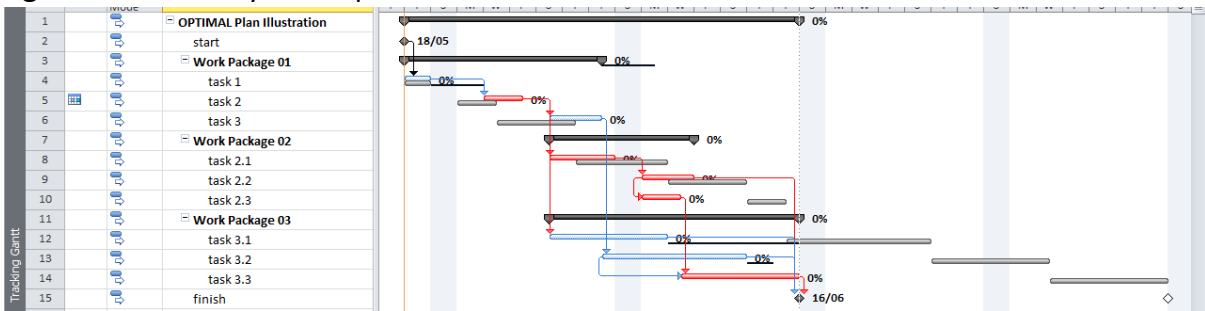 Mode
1 OPTIMAL Plan Illustration 0%
2 start 18/05
3 Work Package 01 0%
4 task 1 0%
5 task 2 0%
6 task 3 0%
7 Work Package 02 0%
8 task 2.1 0%
9 task 2.2 0%
10 task 2.3 0%
11 Work Package 03 0%
12 task 3.1 0%
13 task 3.2 0%
14 task 3.3 0%
15 finish 16/06
Tracking Gantt